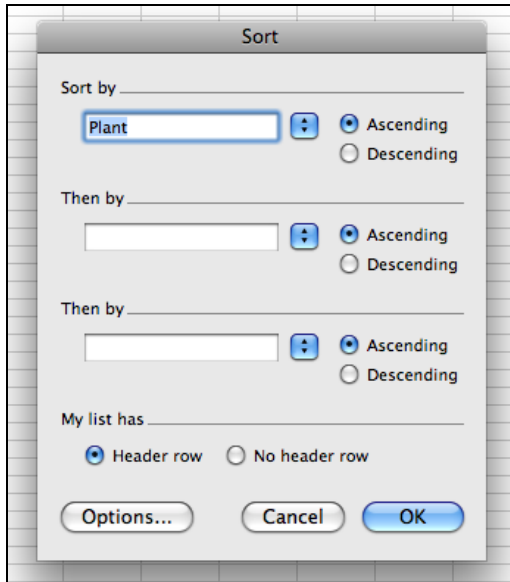 Sort
Sort by
Plant
Ascending
Descending
Then by
Ascending
Descending
Then by
Ascending
Descending
My list has
Header row No header row
Options... Cancel OK